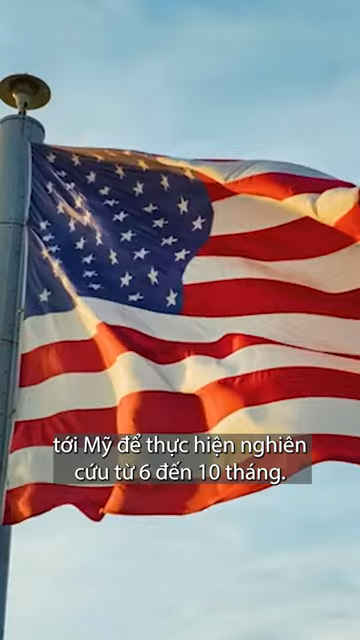 tới Mỹ để thực hiện nghiên
cứu từ 6 đến 10 tháng.